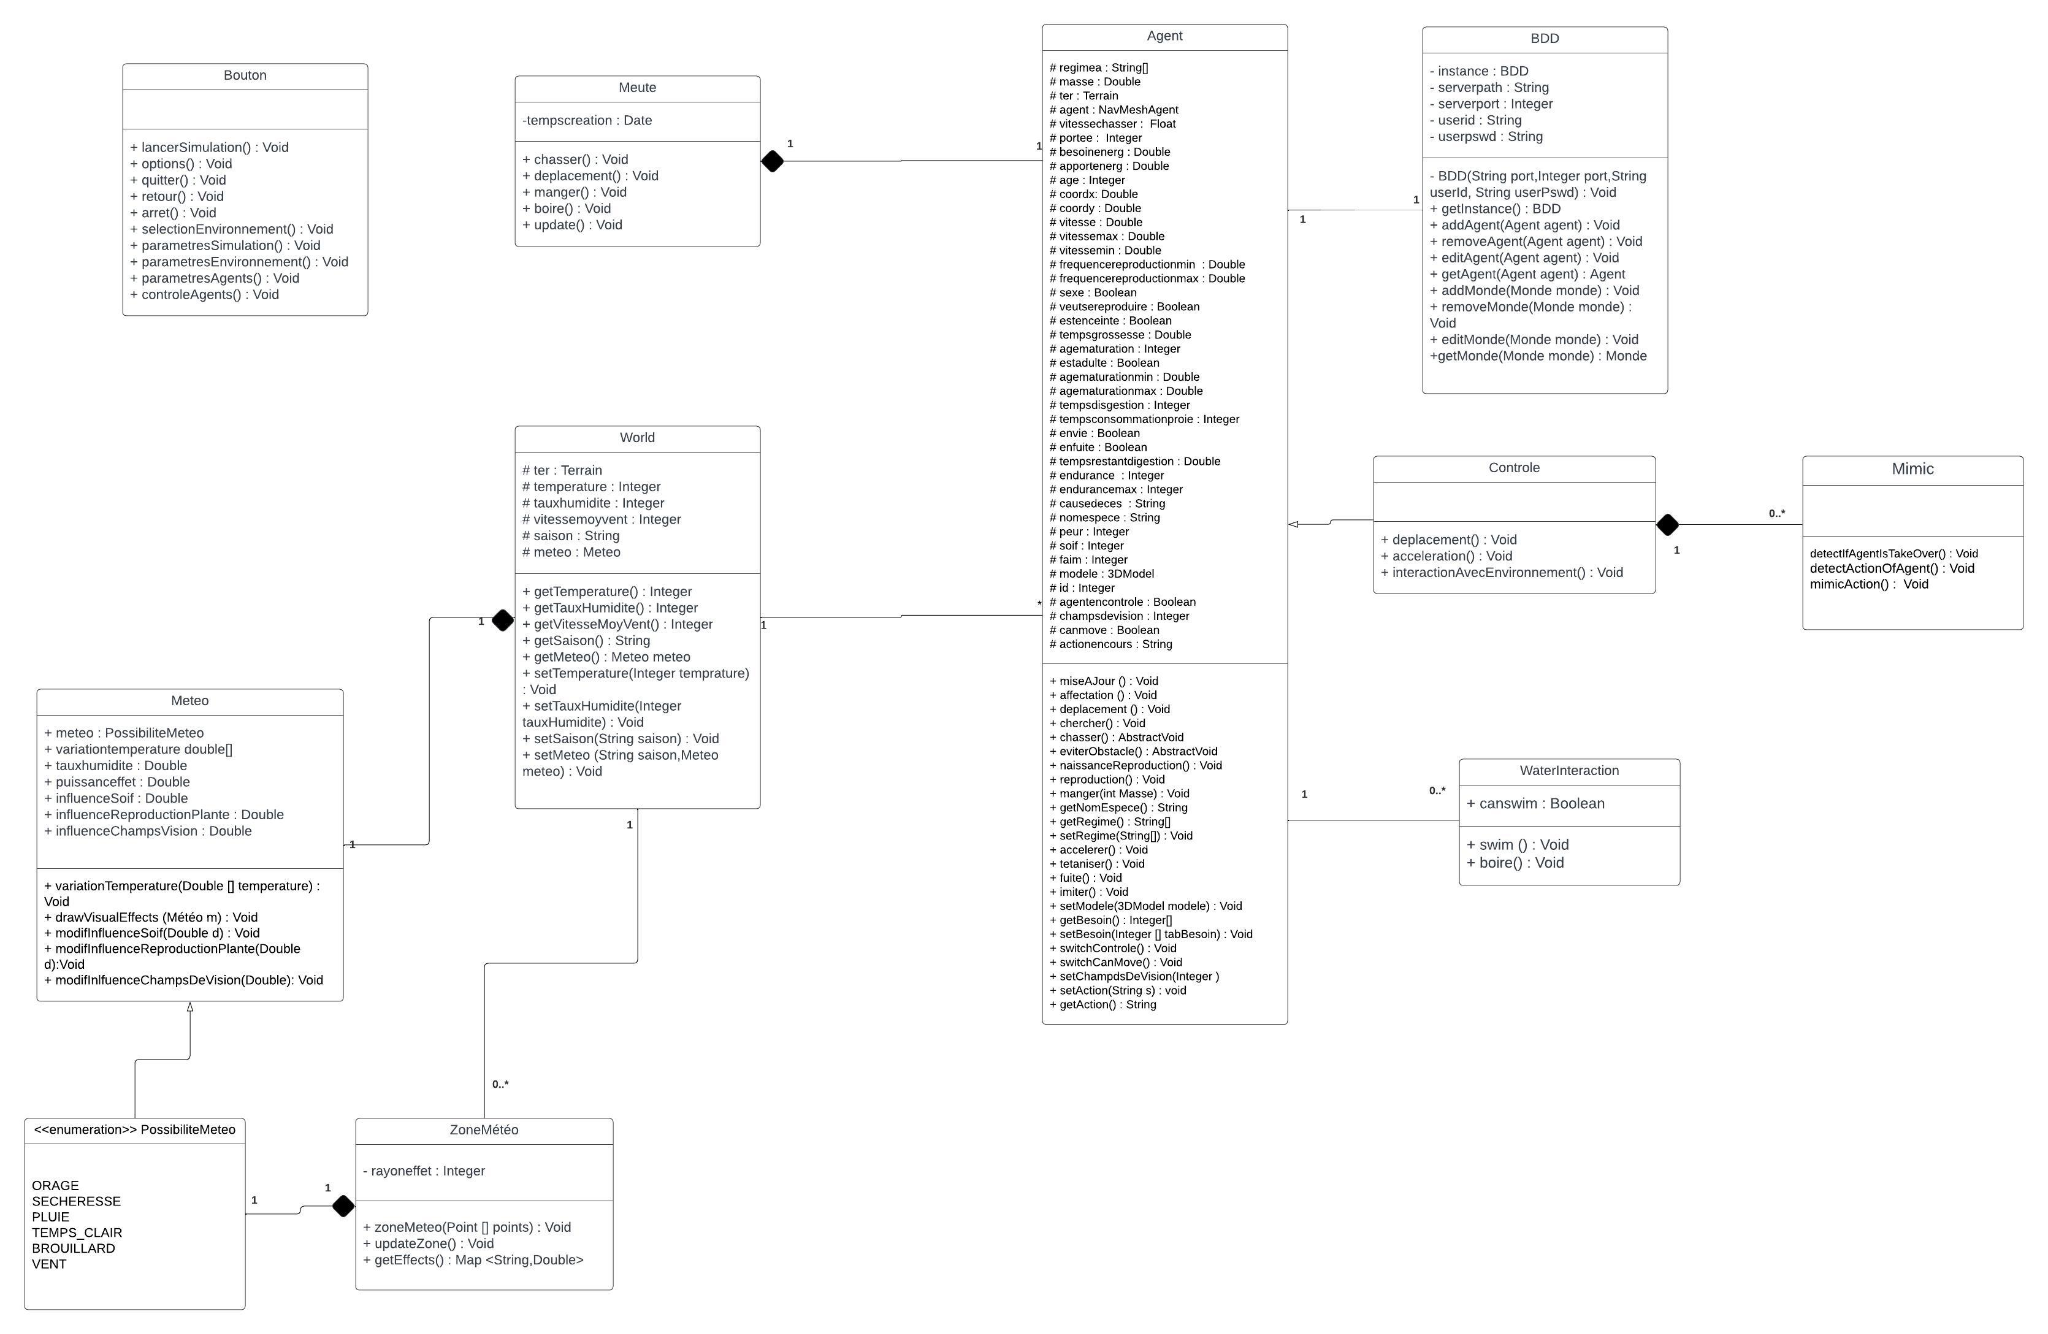 Bouton
+ lancerSimulation() : Void
+ options() : Void
+ quitter() : Void
+ retour() : Void
+ arret() : Void
+ selectionEnvironnement() : Void
+ parametresSimulation() : Void
+ parametresEnvironnement() : Void
+ parametresAgents() : Void
+ controleAgents() : Void
Meute
-tempscreation : Date
+ chasser() : Void
+ deplacement() : Void
+ manger() : Void
+ boire() : Void
+ update() : Void
1
1
Agent
# regimea : String[]
# masse : Double
# ter : Terrain
# agent : NavMeshAgent
# vitessechasser : Float
# portee : Integer
# besoinenerg : Double
# apportenerg : Double
# age : Integer
# coordx: Double
# coordy : Double
# vitesse : Double
# vitessemax : Double
# vitessemin : Double
# frequencereproductionmin : Double
# frequencereproductionmax : Double
# sexe : Boolean
# veutsereproduire : Boolean
# estenceinte : Boolean
# tempsgrossesse : Double
# agematuration : Integer
# estadulte : Boolean
# agematurationmin : Double
# agematurationmax : Double
# tempsdisgestion : Integer
# tempsconsommationproie : Integer
# envie : Boolean
# enfuite : Boolean
# tempsrestantdigestion : Double
# endurance : Integer
# endurancemax : Integer
# causedeces : String
# nomespece : String
# peur : Integer
# soif : Integer
# faim : Integer
# modele : 3DModel
# id : Integer
# agentencontrole : Boolean
# champsdevision : Integer
# canmove : Boolean
# actionencours : String
+ miseAJour () : Void
+ affectation () : Void
+ deplacement () : Void
+ chercher() : Void
+ chasser() : AbstractVoid
+ eviterObstacle() : AbstractVoid
+ naissanceReproduction() : Void
+ reproduction() : Void
+ manger(int Masse) : Void
+ getNomEspece() : String
+ getRegime() : String[]
+ setRegime(String[]) : Void
+ accelerer() : Void
+ tetaniser() : Void
+ fuite() : Void
+ imiter() : Void
+ setModele(3DModel modele) : Void
+ getBesoin() : Integer[]
+ setBesoin(Integer [] tabBesoin) : Void
+ switchControle() : Void
+ switchCanMove() : Void
+ setChampdsDeVision(Integer )
+ setAction(String s) : void
+ getAction() : String
1
1
BDD
- instance : BDD
- serverpath : String
- serverport : Integer
- userid : String
- userpswd : String
- BDD(String port,Integer port,String
userId, String userPswd) : Void
+ getInstance() : BDD
+ addAgent(Agent agent) : Void
+ removeAgent(Agent agent) : Void
+ editAgent(Agent agent) : Void
+ getAgent(Agent agent) : Agent
+ addMonde(Monde monde) : Void
+ removeMonde(Monde monde) :
Void
+ editMonde(Monde monde) : Void
+getMonde(Monde monde) : Monde
World
# ter : Terrain
# temperature : Integer
# tauxhumidite : Integer
# vitessemoyvent : Integer
# saison : String
# meteo : Meteo
+ getTemperature() : Integer
+ getTauxHumidite() : Integer
+ getVitesseMoyVent() : Integer
+ getSaison() : String
+ getMeteo() : Meteo meteo
+ setTemperature(Integer temprature)
: Void
+ setTauxHumidite(Integer
tauxHumidite) : Void
+ setSaison(String saison) : Void
+ setMeteo (String saison,Meteo
meteo) : Void
1
1
*
1
Controle
+ deplacement() : Void
+ acceleration() : Void
+ interactionAvecEnvironnement() : Void
1
0..*
Mimic
detectIfAgentIsTakeOver() : Void
detectActionOfAgent() : Void
mimicAction() : Void
Meteo
+ meteo : PossibiliteMeteo
+ variationtemperature double[]
+ tauxhumidite : Double
+ puissanceffet : Double
+ influenceSoif : Double
+ influenceReproductionPlante : Double
+ influenceChampsVision : Double
+ variationTemperature(Double [] temperature) :
Void
+ drawVisualEffects (Météo m) : Void
+ modifInfluenceSoif(Double d) : Void
+ modifInfluenceReproductionPlante(Double
d):Void
+ modifInlfuenceChampsDeVision(Double): Void
1
1
0..*
WaterInteraction
+ canswim : Boolean
+ swim () : Void
+ boire() : Void
0..*
<<enumeration>> PossibiliteMeteo
ORAGE
SECHERESSE
PLUIE
TEMPS_CLAIR
BROUILLARD
VENT
1
1
ZoneMétéo
- rayoneffet : Integer
+ zoneMeteo(Point [] points) : Void
+ updateZone() : Void
+ getEffects() : Map <String,Double>